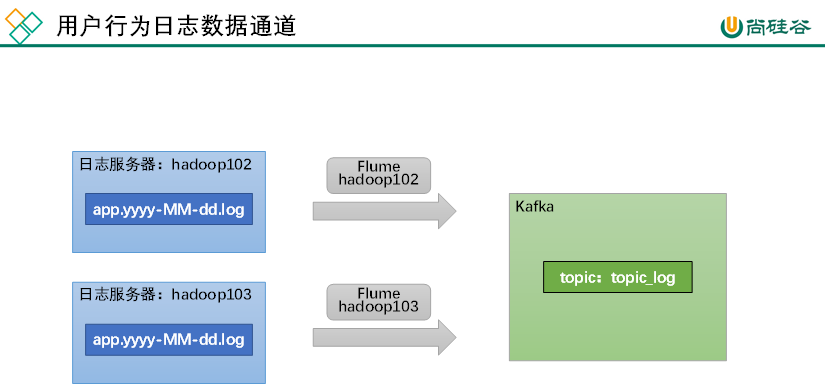 用户行为日志数据通道
尚硅谷
日志服务器：hadoop102
app.yyyy-MM-dd.log
Flume
hadoop102
Kafka
topic：topic_log
日志服务器：hadoop103
app.yyyy-MM-dd.log
Flume
hadoop103